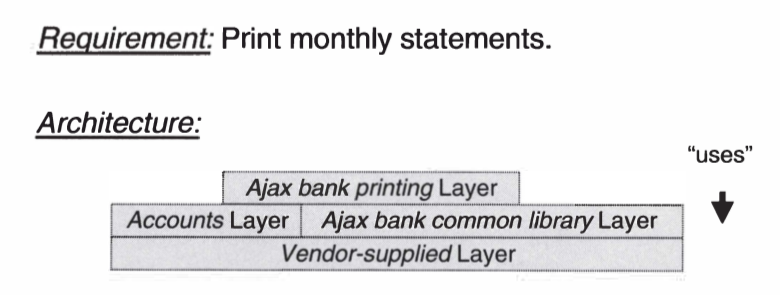 Requirement: Print monthly statements.
Architecture:
"uses"
Ajax bank printing Layer
Accounts Layer Ajax bank common library Layer
Vendor-supplied Layer